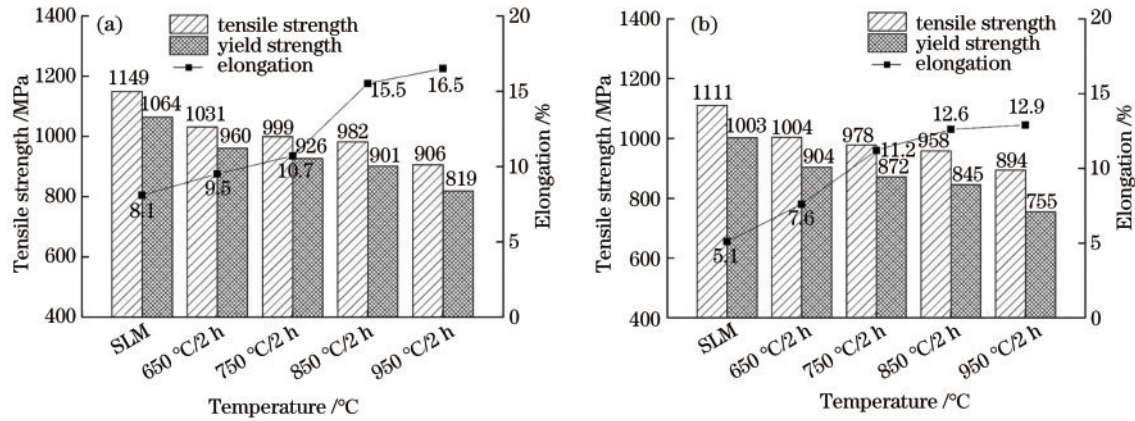 (a)
tensile strength
yield strength
elongation
1400
1200
1000
800
600
400
Tensile strength /MPa
20
15
10
5
0
Elongation /%
1149
1064
1031
960
999
926
982
901
906
819
8.1
9.5
10.7
15.5
16.5
SLM
650 °C/2 h
750 °C/2 h
850 °C/2 h
950 °C/2 h
Temperature /°C
(b)
tensile strength
yield strength
elongation
1400
1200
1000
800
600
400
Tensile strength /MPa
20
15
10
5
0
Elongation /%
1111
1003
1004
904
978
872
958
845
894
755
5.1
7.6
11.2
12.6
12.9
SLM
650 °C/2 h
750 °C/2 h
850 °C/2 h
950 °C/2 h
Temperature /°C